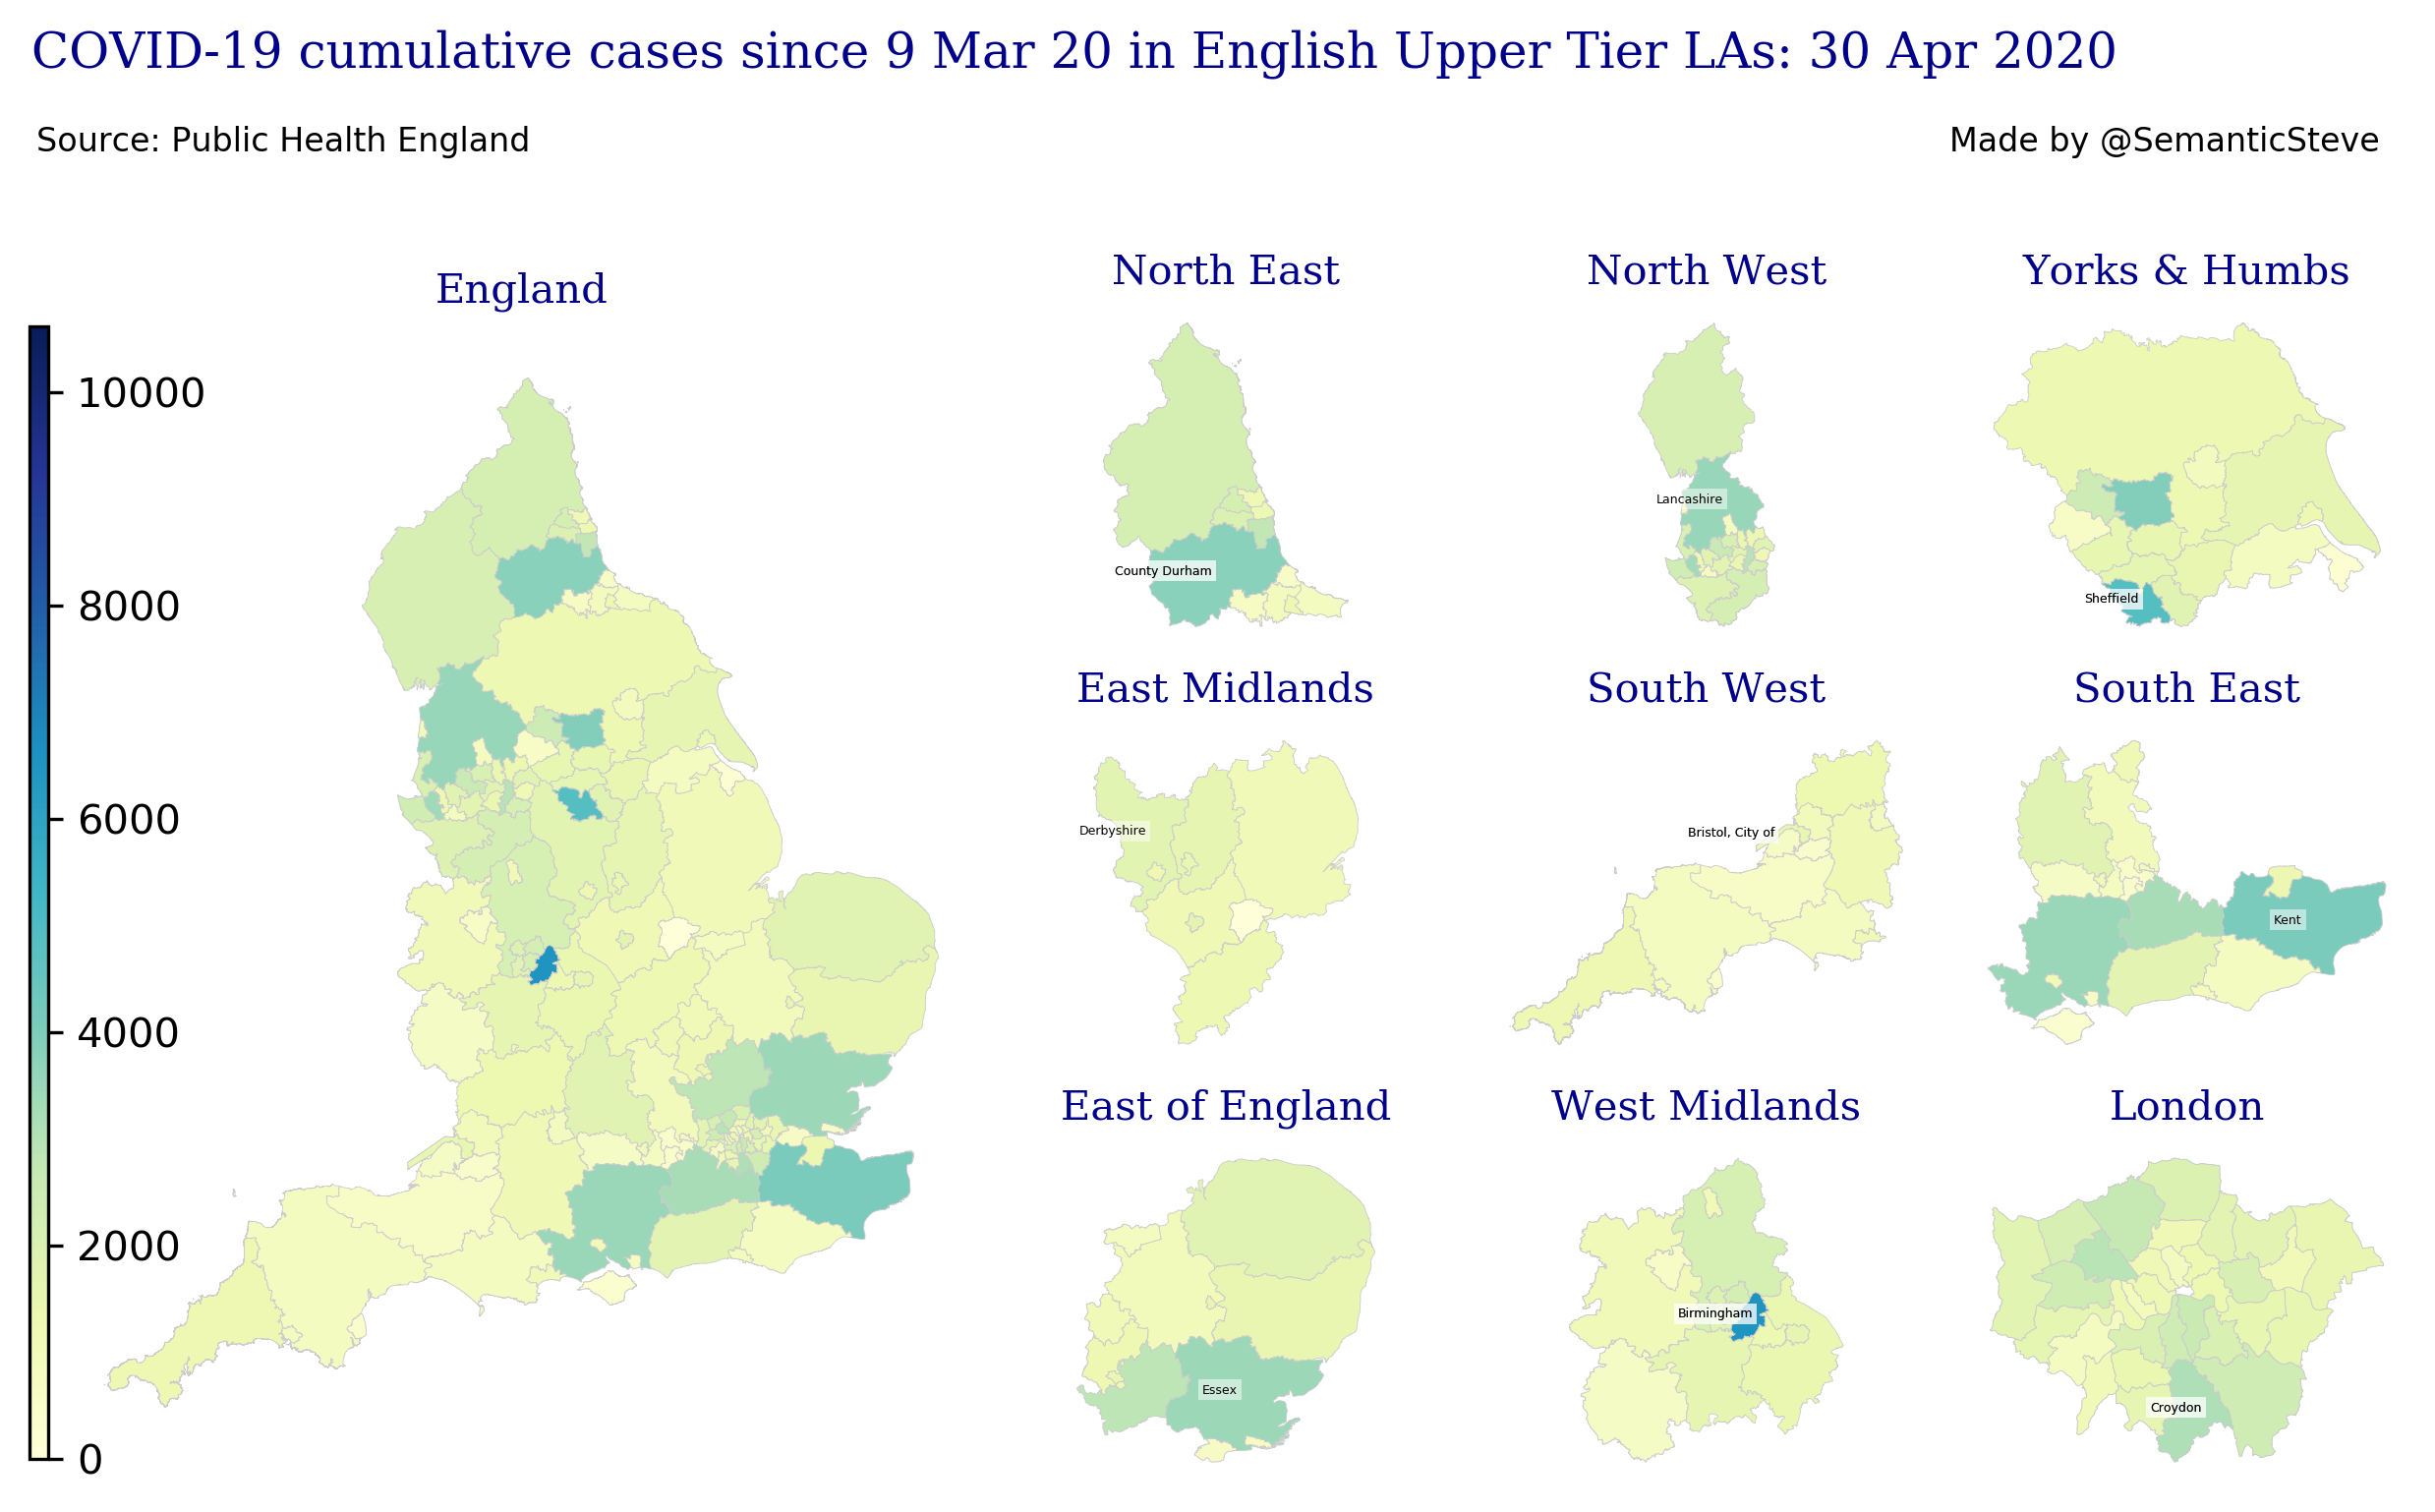 COVID-19 cumulative cases since 9 Mar 20 in English Upper Tier LAs: 30 Apr 2020
Source: Public Health England
Made by @SemanticSteve
England
10000
8000
6000
4000
2000
0
North East
County Durham
North West
Lancashire
Yorks & Humbs
Sheffield
East Midlands
Derbyshire
South West
Bristol, City of
South East
Kent
East of England
Essex
West Midlands
Birmingham
London
Croydon